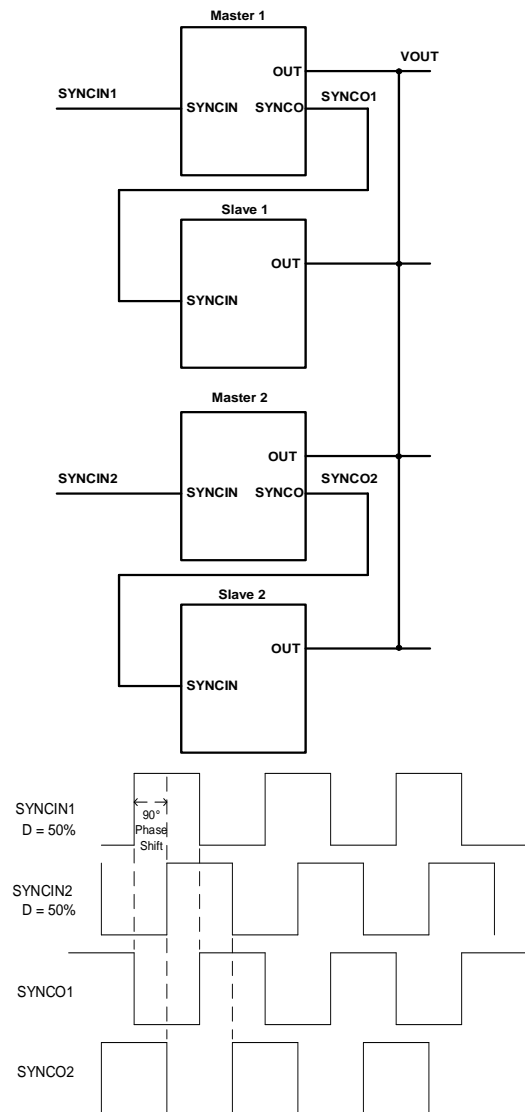 Master 1
OUT
VOUT
SYNCIN1
SYNCIN
SYNCO
SYNCO1
Slave 1
OUT
SYNCIN
Master 2
OUT
SYNCIN2
SYNCIN
SYNCO
SYNCO2
Slave 2
OUT
SYNCIN
SYNCIN1
D = 50%
90°
Phase
Shift
SYNCIN2
D = 50%
SYNCO1
SYNCO2